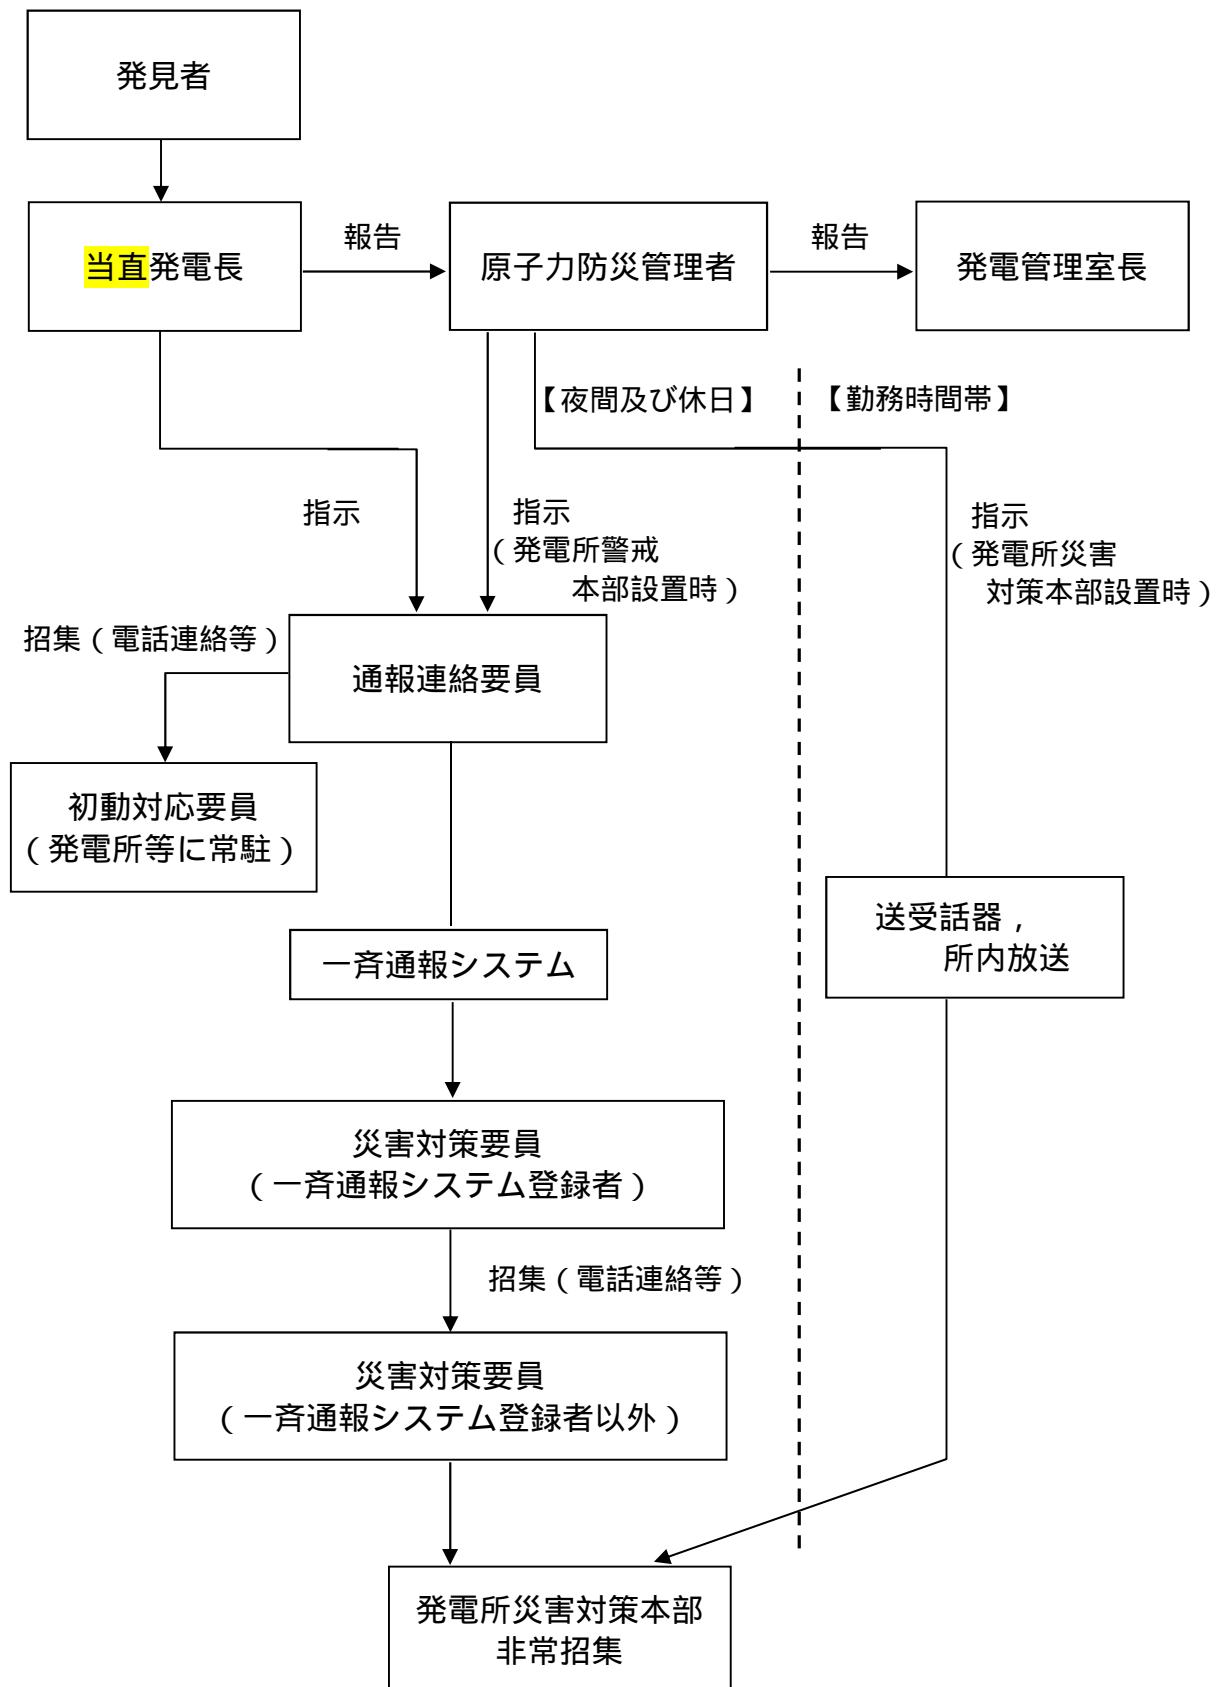 発見者
当直発電長
報告
原子力防災管理者
報告
発電管理室長
【夜間及び休日】
【勤務時間帯】
指示
指示
(発電所警戒
本部設置時)
指示
(発電所災害
対策本部設置時)
招集(電話連絡等)
通報連絡要員
初動対応要員
(発電所等に常駐)
送受話器,
所内放送
一斉通報システム
災害対策要員
(一斉通報システム登録者)
招集(電話連絡等)
災害対策要員
(一斉通報システム登録者以外)
発電所災害対策本部
非常招集